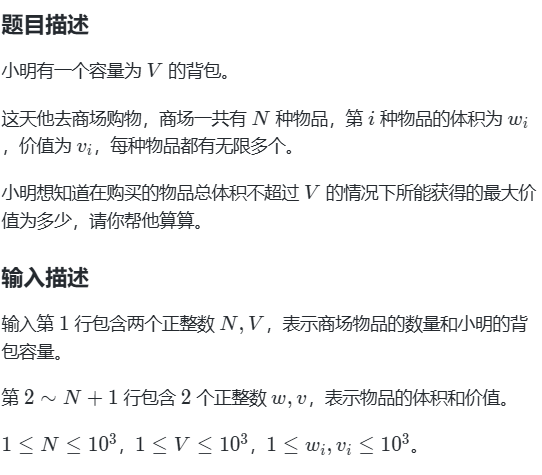 题目描述
小明有一个容量为 V 的背包。
这天他去商场购物，商场一共有 N 种物品，第 i 种物品的体积为 w_i
，价值为 v_i，每种物品都有无限多个。
小明想知道在购买的物品总体积不超过 V 的情况下所能获得的最大价
值为多少，请你帮他算算。
输入描述
输入第 1 行包含两个正整数 N, V，表示商场物品的数量和小明的背
包容量。
第 2 ∼ N + 1 行包含 2 个正整数 w, v，表示物品的体积和价值。
1 ≤ N ≤ 10^3，1 ≤ V ≤ 10^3，1 ≤ w_i, v_i ≤ 10^3。